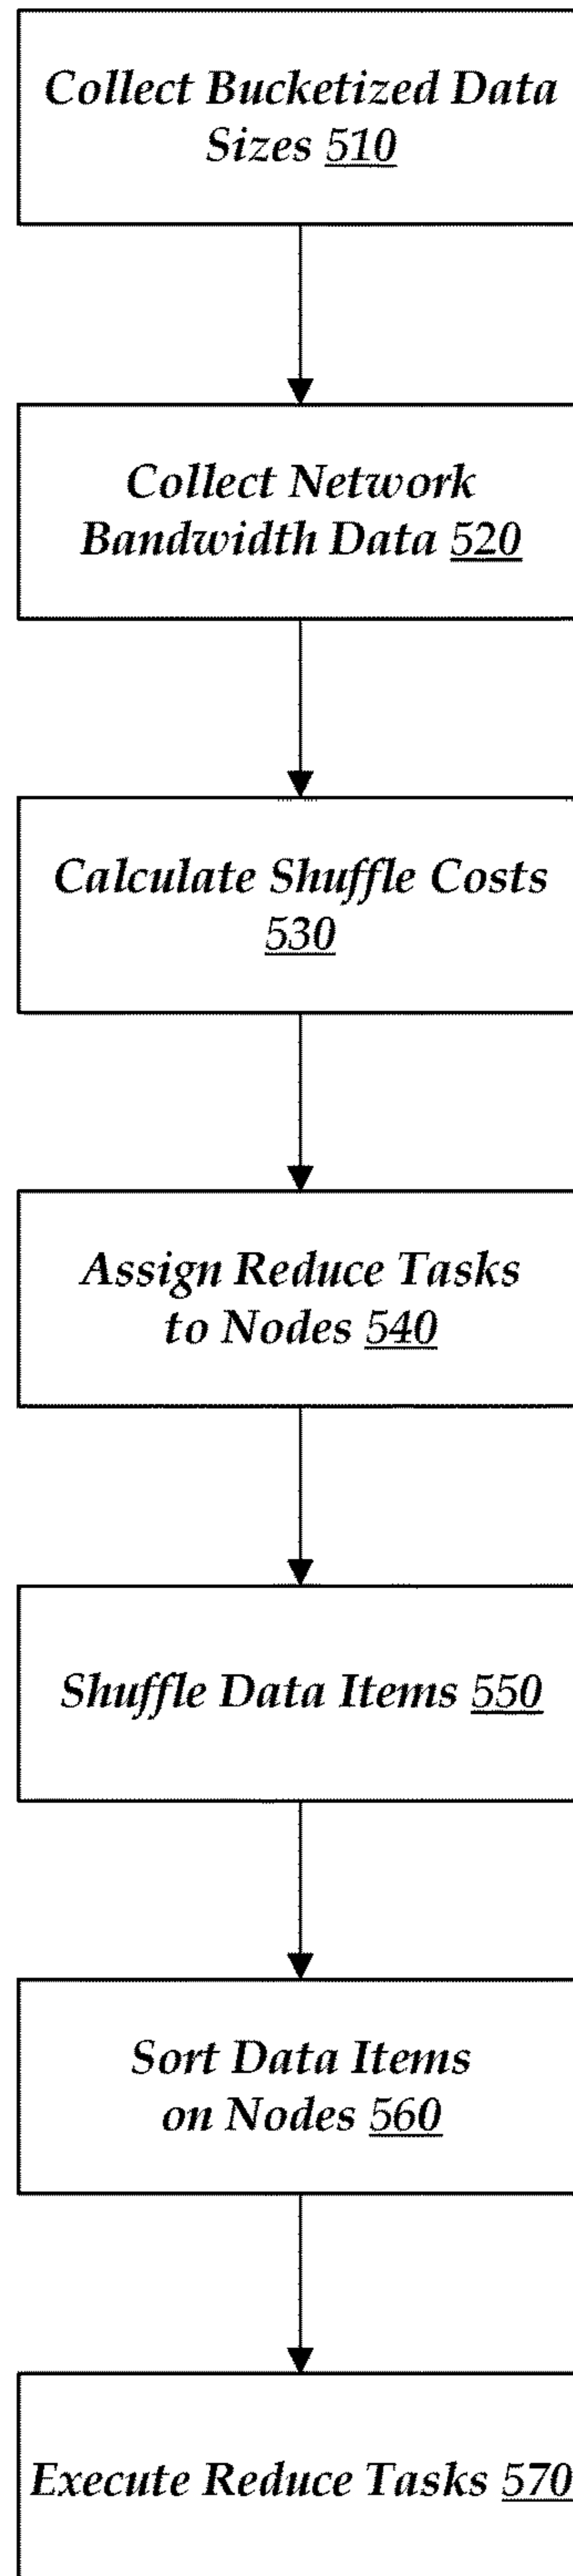 Collect Bucketized Data
Sizes 510
Collect Network
Bandwidth Data 520
Calculate Shuffle Costs
530
Assign Reduce Tasks
to Nodes 540
Shuffle Data Items 550
Sort Data Items
on Nodes 560
Execute Reduce Tasks 570